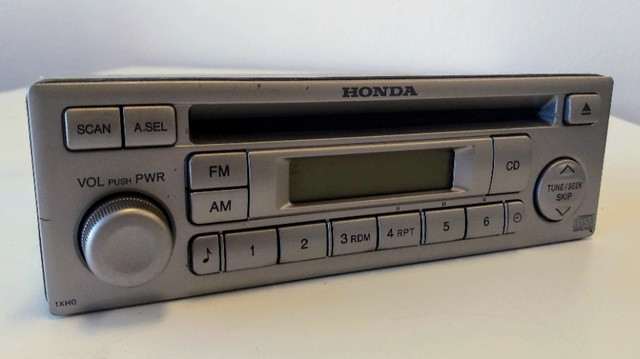 HONDA
SCAN
A.SEL
VOL PUSH PWR
FM
AM
CD
TUNE/SEEK
SKIP
1
2
3 RDM
4 RPT
5
6
1XH0